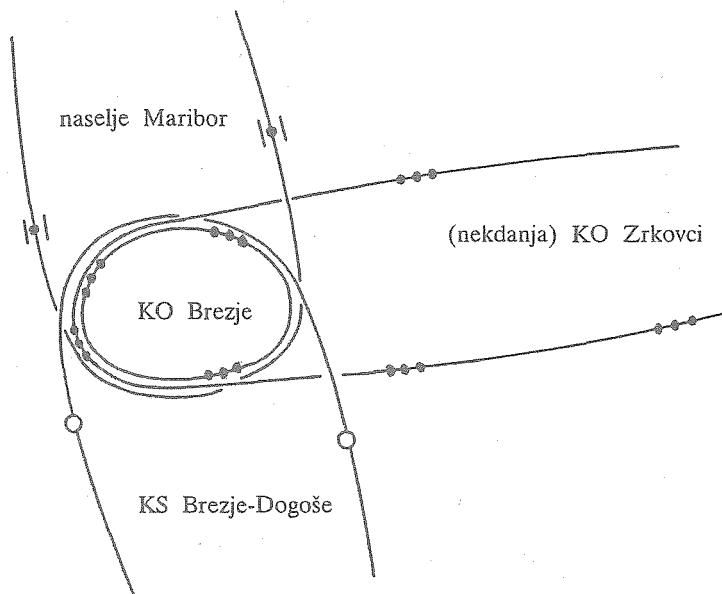 naselje Maribor
(nekdanja) KO Zrkovci
KO Brezje
KS Brezje-Dogoše